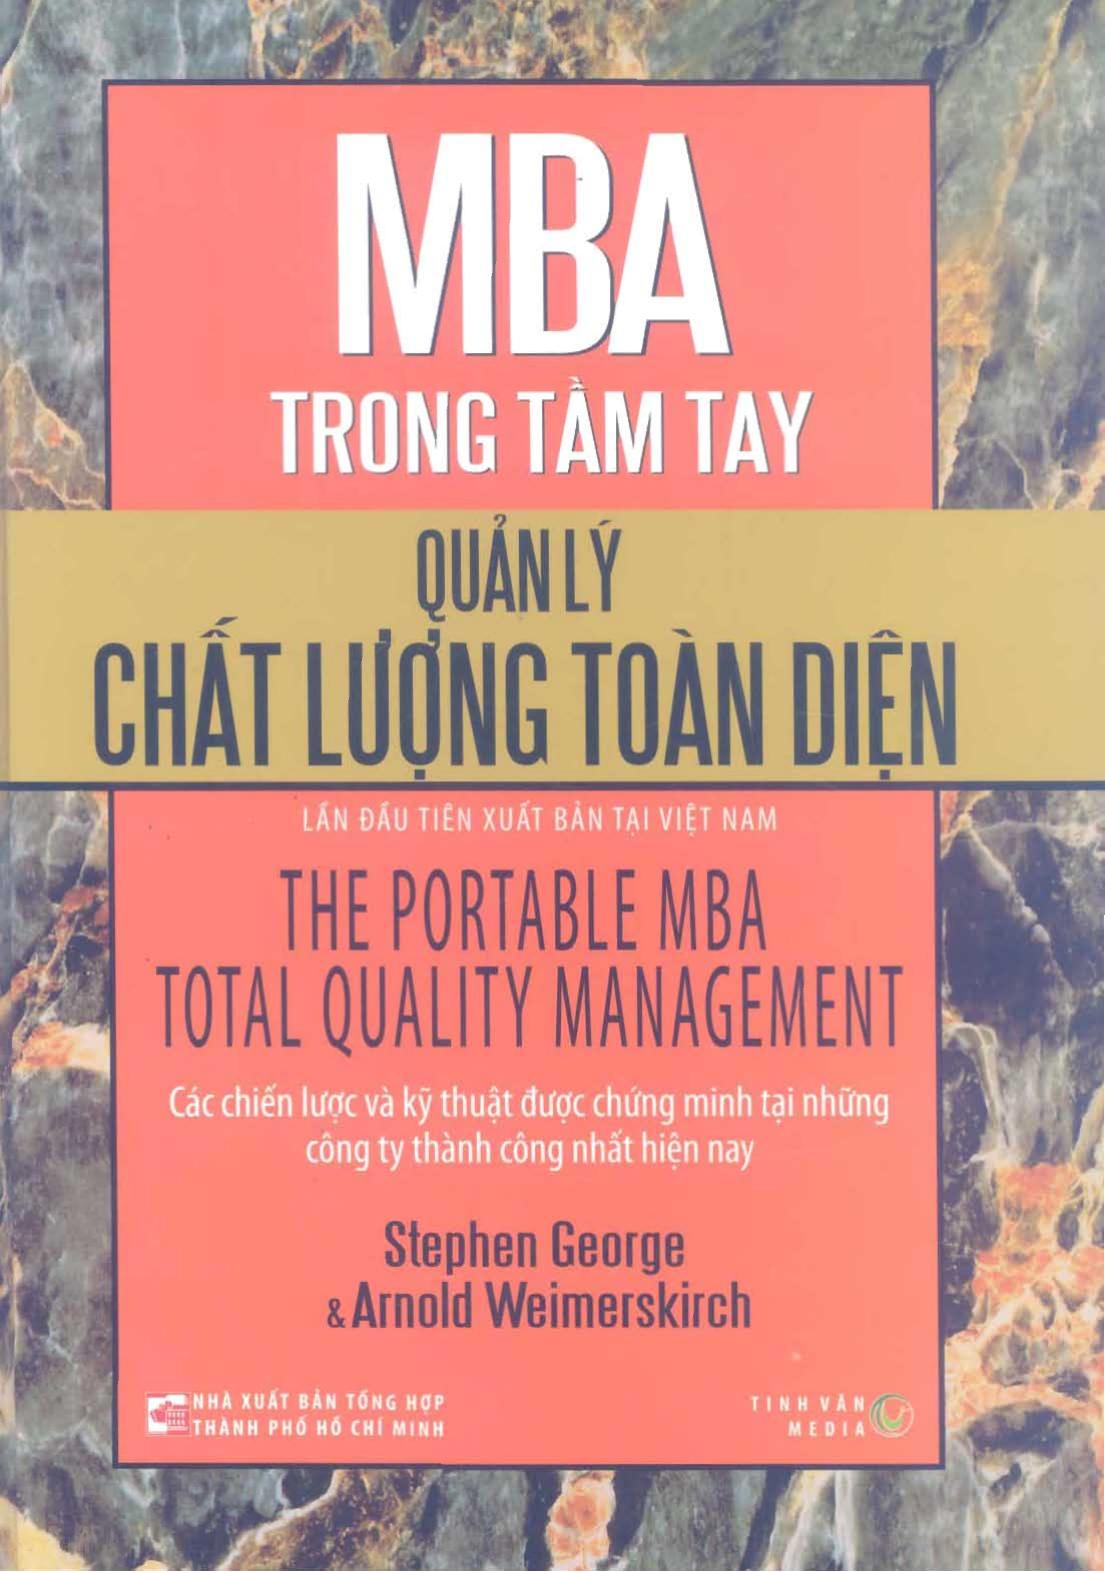 MBA
TRONG TẦM TAY
QUẢN LÝ
CHẤT LƯỢNG TOÀN DIỆN
LẦN ĐẦU TIÊN XUẤT BẢN TẠI VIỆT NAM
THE PORTABLE MBA
TOTAL QUALITY MANAGEMENT
Các chiến lược và kỹ thuật được chứng minh tại những
công ty thành công nhất hiện nay
Stephen George
& Arnold Weimerskirch
NHÀ XUẤT BẢN TỔNG HỢP
THÀNH PHỐ HỒ CHÍ MINH
TINH VĂN
MEDIA